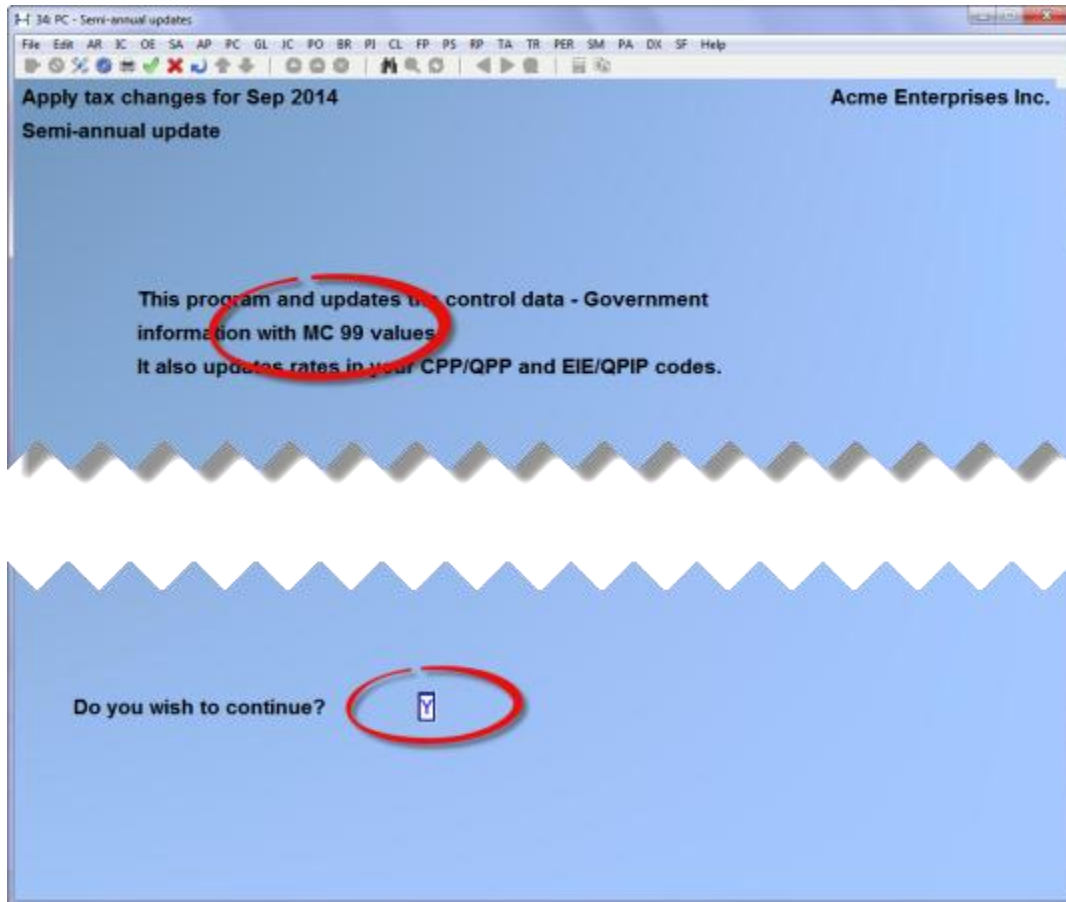 34: PC - Semi-annual updates
File Edit AR IC OE SA AP PC GL JC PO BR PJ CL FP PS RP TA TR PER SM PA DX SF Help
Apply tax changes for Sep 2014 Acme Enterprises Inc.
Semi-annual update
This program and updates the control data - Government
information with MC 99 values
It also updates rates in your CPP/QPP and EIE/QPIP codes.
Do you wish to continue? Y